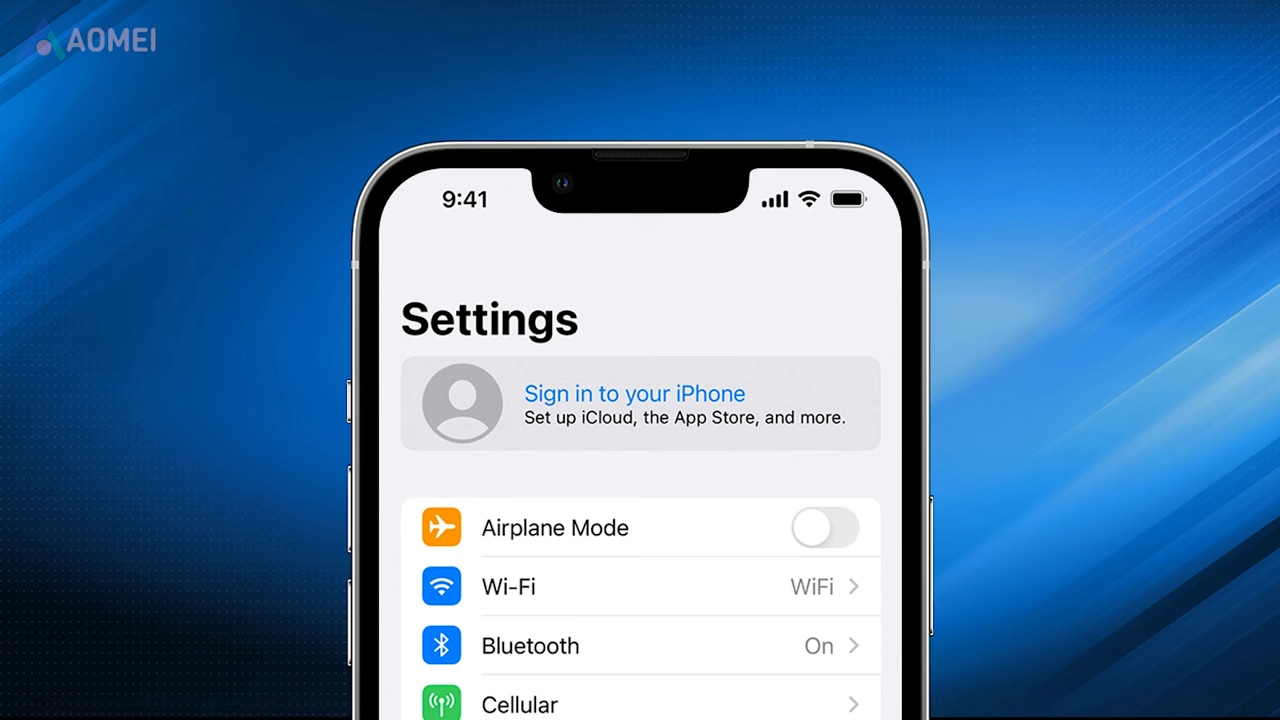 AOMEI
9:41
Settings
Sign in to your iPhone
Set up iCloud, the App Store, and more.
Airplane Mode
Wi-Fi WiFi
Bluetooth On
Cellular